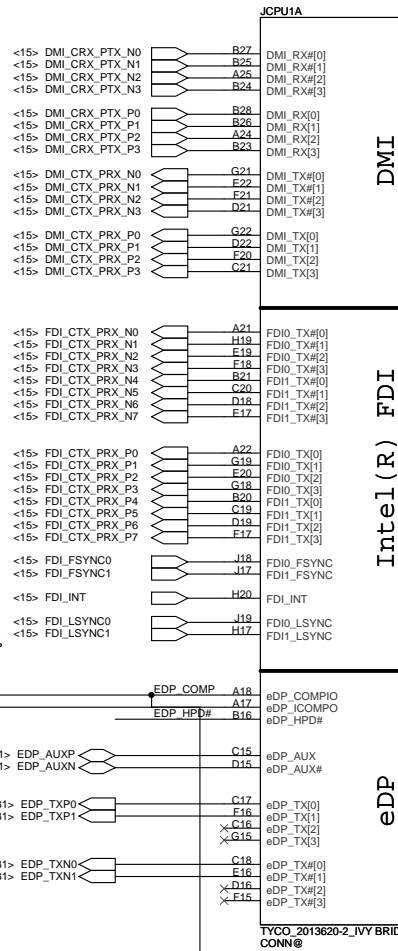 JCPU1A
<15> DMI_CRX_PTX_N0 B27 DMI_RX#[0]
<15> DMI_CRX_PTX_N1 B25 DMI_RX#[1]
<15> DMI_CRX_PTX_N2 A25 DMI_RX#[2]
<15> DMI_CRX_PTX_N3 B24 DMI_RX#[3]
<15> DMI_CRX_PTX_P0 B28 DMI_RX[0]
<15> DMI_CRX_PTX_P1 B26 DMI_RX[1]
<15> DMI_CRX_PTX_P2 A24 DMI_RX[2]
<15> DMI_CRX_PTX_P3 B23 DMI_RX[3]
DMI
<15> DMI_CTX_PRX_N0 G21 DMI_TX#[0]
<15> DMI_CTX_PRX_N1 E22 DMI_TX#[1]
<15> DMI_CTX_PRX_N2 F21 DMI_TX#[2]
<15> DMI_CTX_PRX_N3 D21 DMI_TX#[3]
<15> DMI_CTX_PRX_P0 G22 DMI_TX[0]
<15> DMI_CTX_PRX_P1 D22 DMI_TX[1]
<15> DMI_CTX_PRX_P2 F20 DMI_TX[2]
<15> DMI_CTX_PRX_P3 C21 DMI_TX[3]
<15> FDI_CTX_PRX_N0 A21 FDI0_TX#[0]
<15> FDI_CTX_PRX_N1 H19 FDI0_TX#[1]
<15> FDI_CTX_PRX_N2 E19 FDI0_TX#[2]
<15> FDI_CTX_PRX_N3 F18 FDI0_TX#[3]
<15> FDI_CTX_PRX_N4 B21 FDI1_TX#[0]
<15> FDI_CTX_PRX_N5 C20 FDI1_TX#[1]
<15> FDI_CTX_PRX_N6 D18 FDI1_TX#[2]
<15> FDI_CTX_PRX_N7 E17 FDI1_TX#[3]
Intel(R) FDI
<15> FDI_CTX_PRX_P0 A22 FDI0_TX[0]
<15> FDI_CTX_PRX_P1 G19 FDI0_TX[1]
<15> FDI_CTX_PRX_P2 E20 FDI0_TX[2]
<15> FDI_CTX_PRX_P3 G18 FDI0_TX[3]
<15> FDI_CTX_PRX_P4 B20 FDI1_TX[0]
<15> FDI_CTX_PRX_P5 C19 FDI1_TX[1]
<15> FDI_CTX_PRX_P6 D19 FDI1_TX[2]
<15> FDI_CTX_PRX_P7 F17 FDI1_TX[3]
<15> FDI_FSYNC0 J18 FDI0_FSYNC
<15> FDI_FSYNC1 J17 FDI1_FSYNC
<15> FDI_INT H20 FDI_INT
<15> FDI_LSYNC0 J19 FDI0_LSYNC
<15> FDI_LSYNC1 H17 FDI1_LSYNC
EDP_COMP A18 eDP_COMPIO
A17 eDP_ICOMPO
EDP_HPD# B16 eDP_HPD#
1> EDP_AUXP C15 eDP_AUX
1> EDP_AUXN D15 eDP_AUX#
eDP
31> EDP_TXP0 C17 eDP_TX[0]
31> EDP_TXP1 F16 eDP_TX[1]
C16 eDP_TX[2]
G15 eDP_TX[3]
31> EDP_TXN0 C18 eDP_TX#[0]
31> EDP_TXN1 E16 eDP_TX#[1]
D16 eDP_TX#[2]
F15 eDP_TX#[3]
TYCO_2013620-2_IVY BRID
CONN@